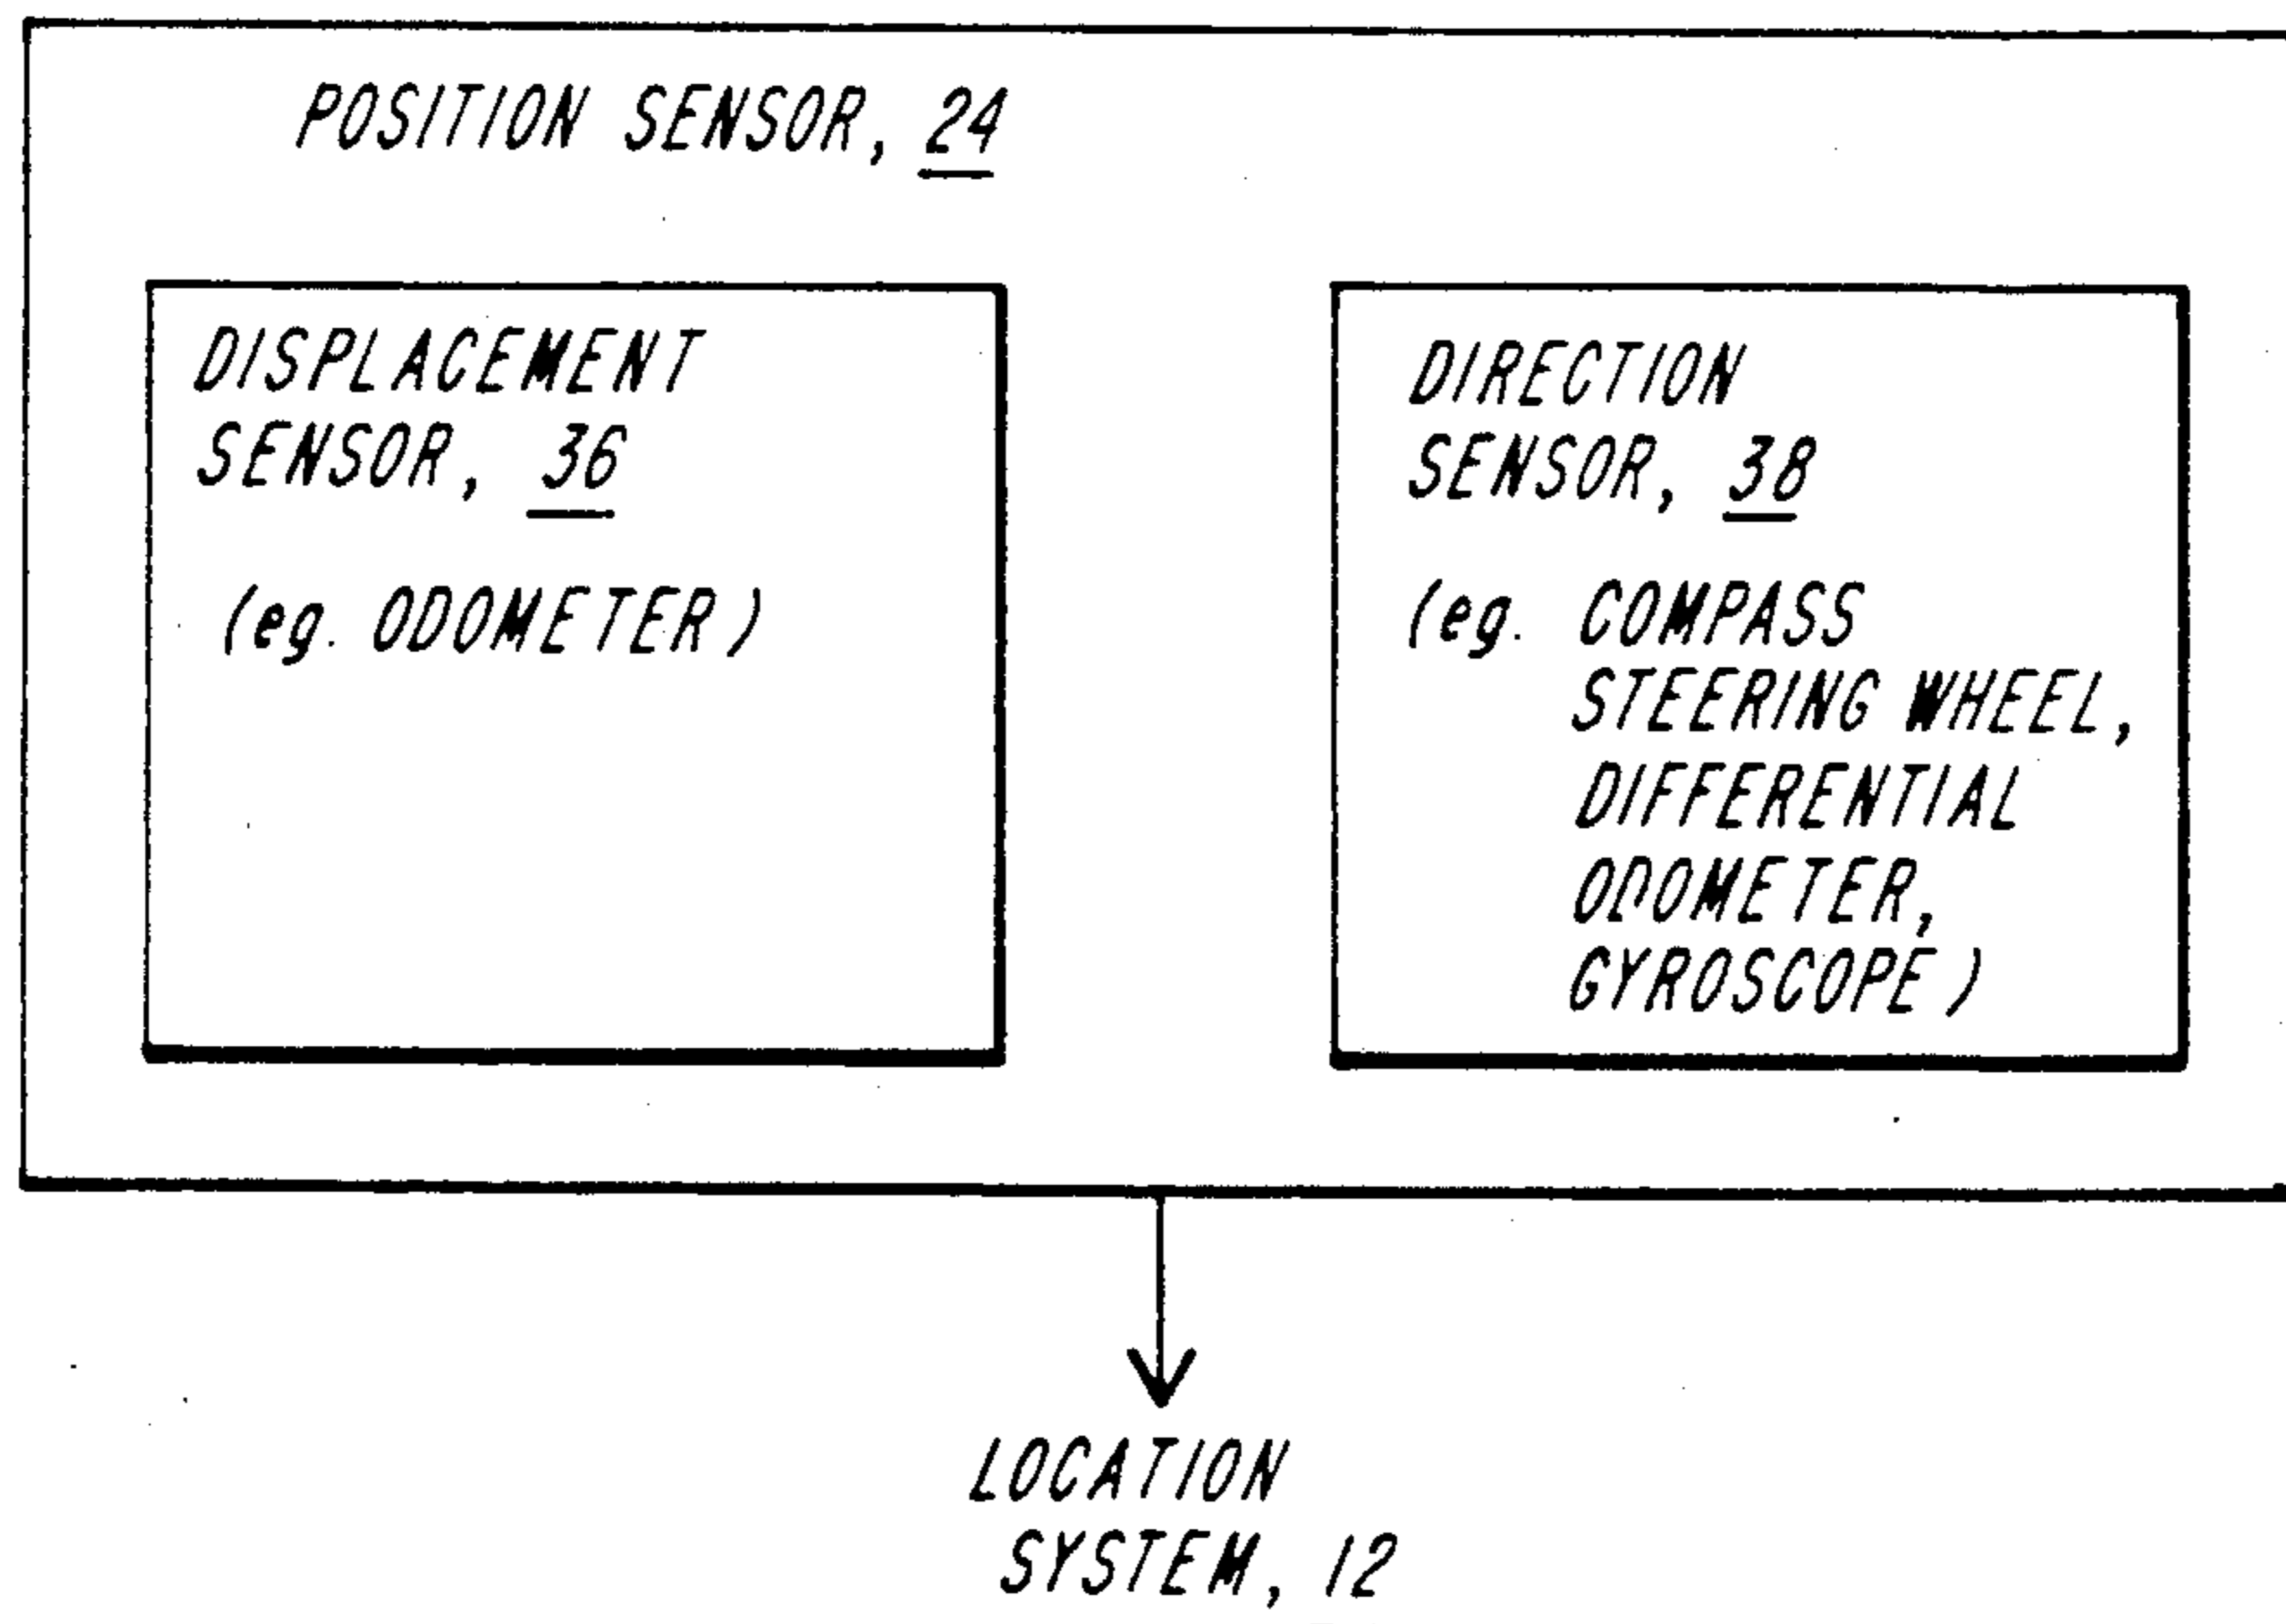 POSITION SENSOR, 24
DISPLACEMENT
SENSOR, 36
(eg. ODOMETER)
DIRECTION
SENSOR, 38
(eg. COMPASS
STEERING WHEEL,
DIFFERENTIAL
ODOMETER,
GYROSCOPE)
LOCATION
SYSTEM, 12